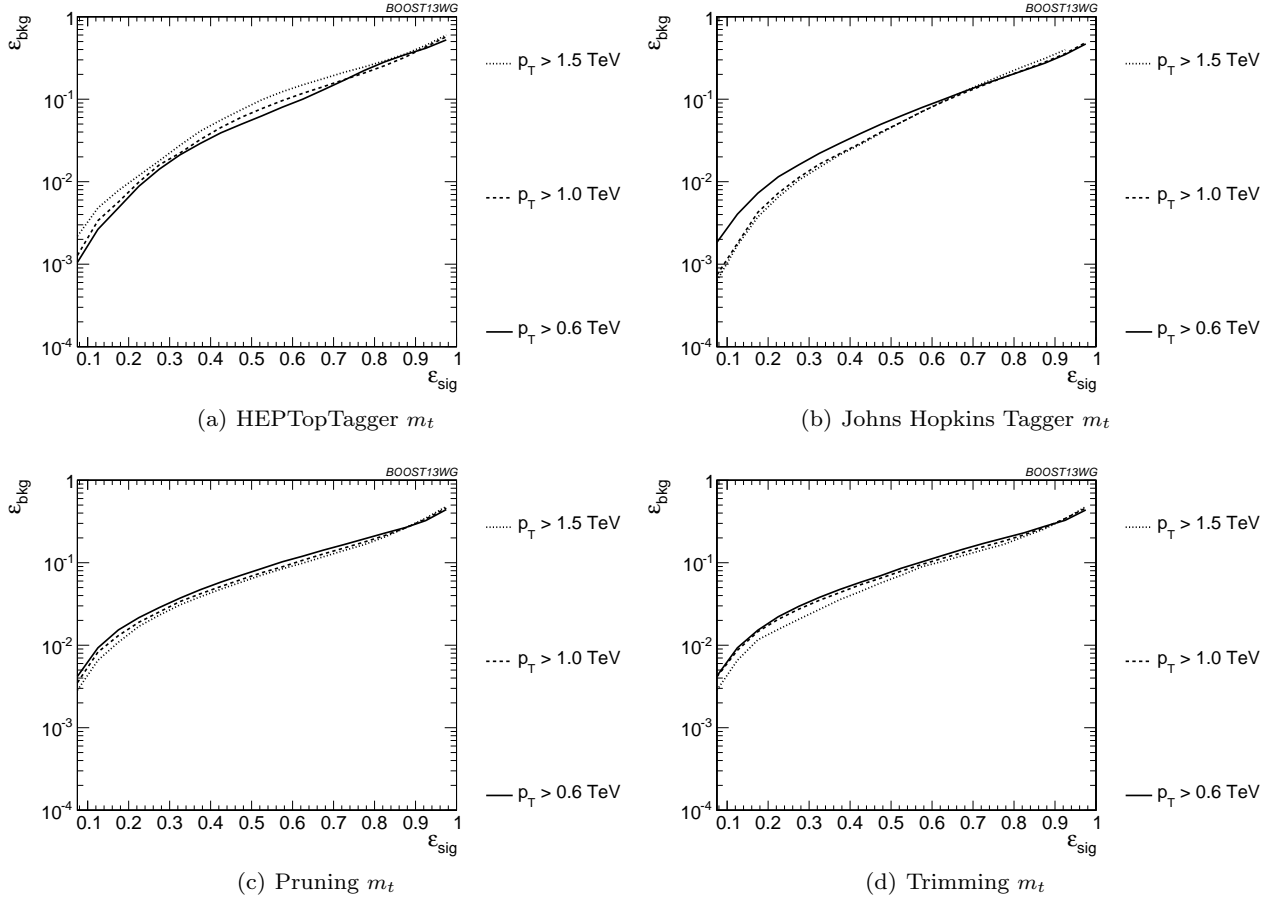 BOOST13WG
ε_bkg
1
10^-1
10^-2
10^-3
10^-4
0.1 0.2 0.3 0.4 0.5 0.6 0.7 0.8 0.9 1
ε_sig
p_T > 1.5 TeV
p_T > 1.0 TeV
p_T > 0.6 TeV
(a) HEPTopTagger m_t
BOOST13WG
ε_bkg
1
10^-1
10^-2
10^-3
10^-4
0.1 0.2 0.3 0.4 0.5 0.6 0.7 0.8 0.9 1
ε_sig
p_T > 1.5 TeV
p_T > 1.0 TeV
p_T > 0.6 TeV
(b) Johns Hopkins Tagger m_t
BOOST13WG
ε_bkg
1
10^-1
10^-2
10^-3
10^-4
0.1 0.2 0.3 0.4 0.5 0.6 0.7 0.8 0.9 1
ε_sig
p_T > 1.5 TeV
p_T > 1.0 TeV
p_T > 0.6 TeV
(c) Pruning m_t
BOOST13WG
ε_bkg
1
10^-1
10^-2
10^-3
10^-4
0.1 0.2 0.3 0.4 0.5 0.6 0.7 0.8 0.9 1
ε_sig
p_T > 1.5 TeV
p_T > 1.0 TeV
p_T > 0.6 TeV
(d) Trimming m_t